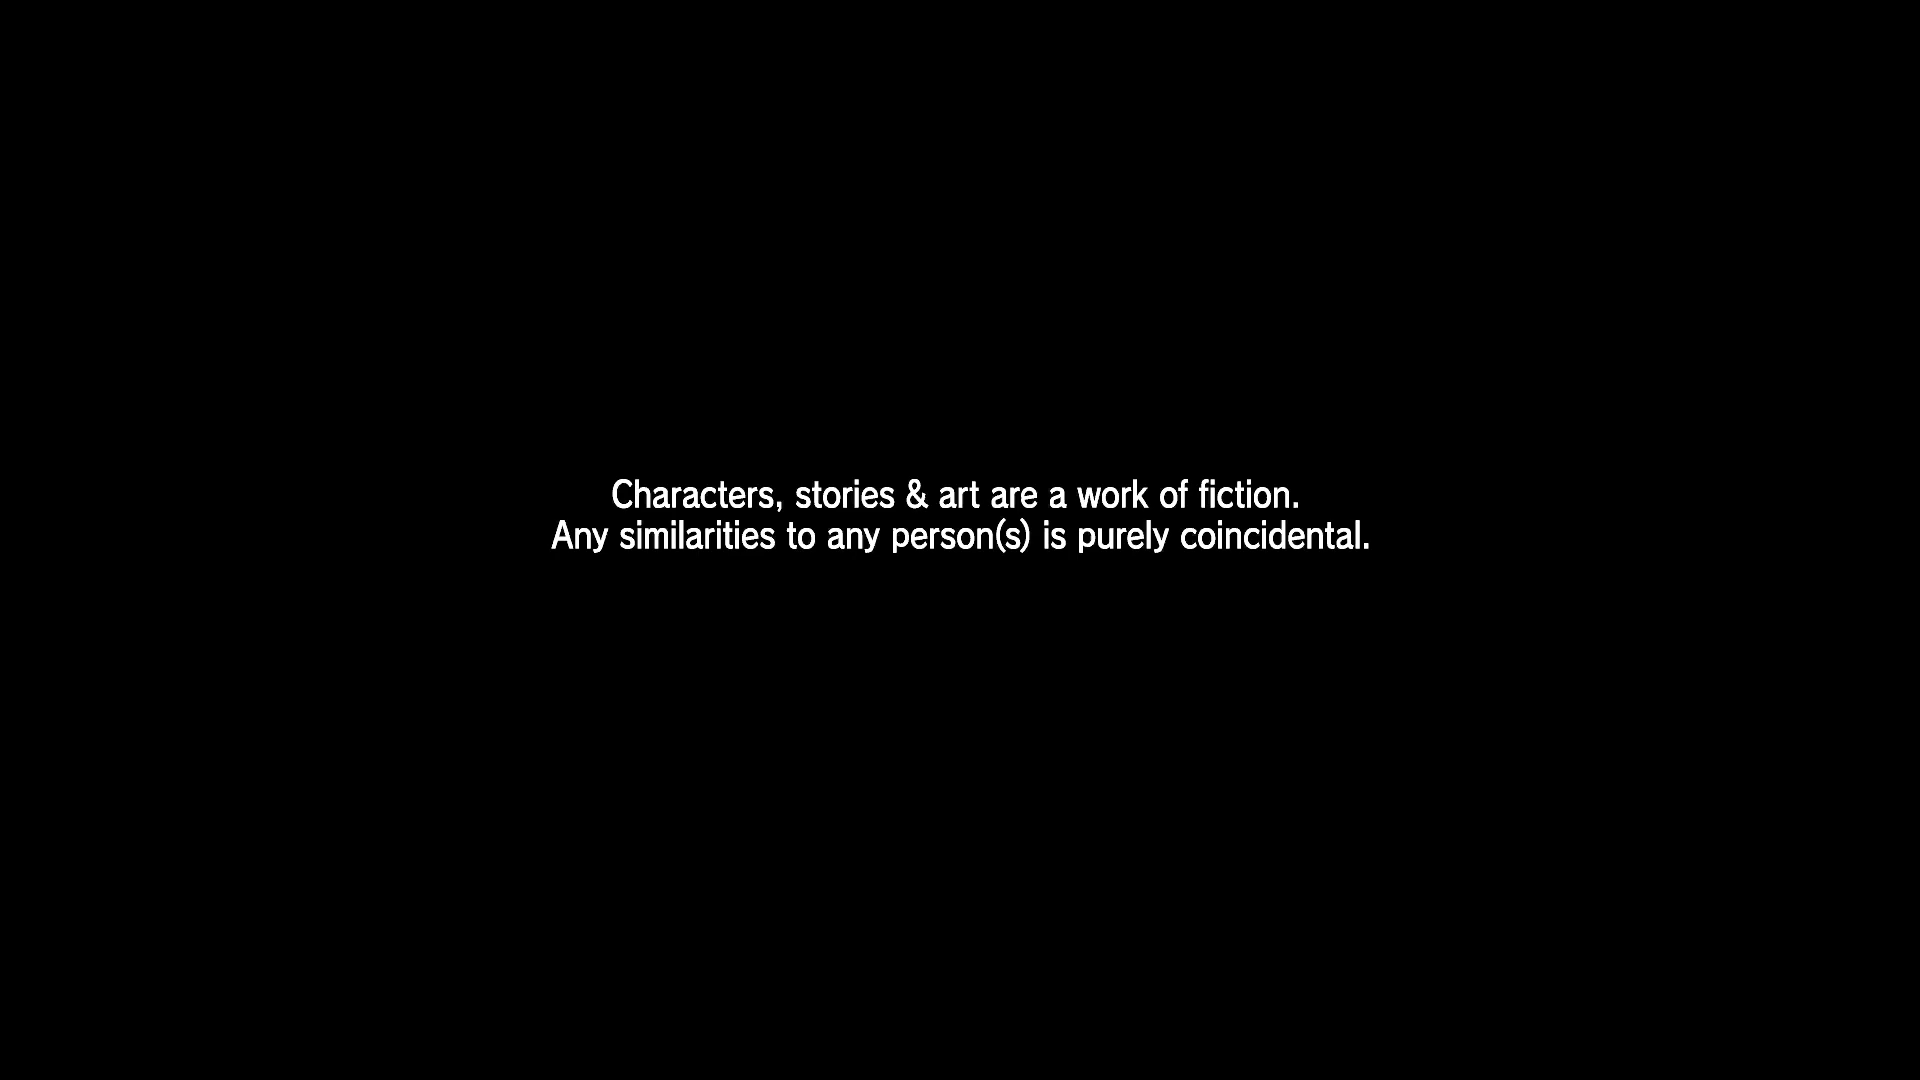 Characters, stories & art are a work of fiction.
Any similarities to any person(s) is purely coincidental.